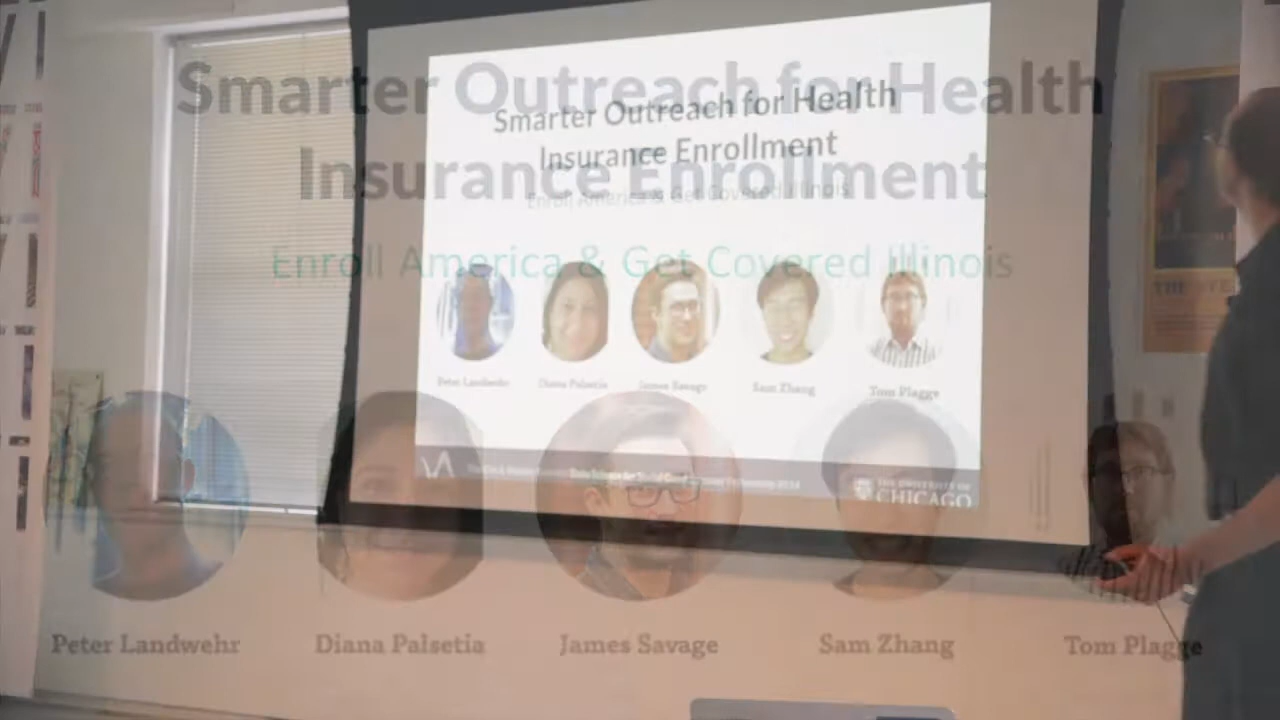 Smarter Outreach for Health
Insurance Enrollment
Enroll America & Get Covered Illinois
Smarter Outreach for Health
Insurance Enrollment
Enroll America & Get Covered Illinois
Peter Landwehr
Diana Palsetia
James Savage
Sam Zhang
Tom Plagge
THE UNIVERSITY OF
CHICAGO
Peter Landwehr
Diana Palsetia
James Savage
Sam Zhang
Tom Plagge